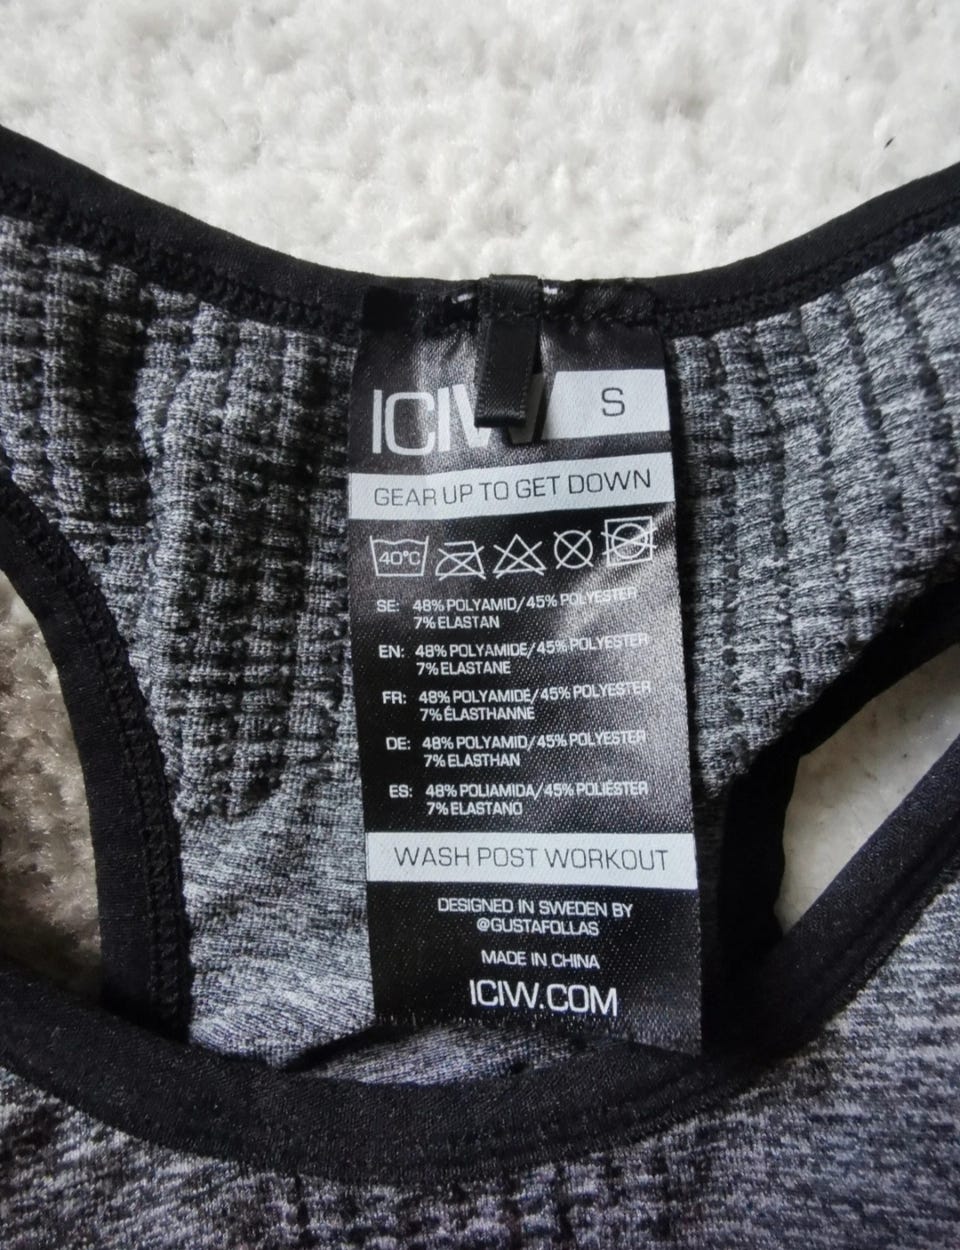 ICIW S
GEAR UP TO GET DOWN
40°C
SE: 48% POLYAMID/45% POLYESTER
7% ELASTAN
EN: 48% POLYAMIDE/45% POLYESTER
7% ELASTANE
FR: 48% POLYAMIDE/45% POLYESTER
7% ÉLASTHANNE
DE: 48% POLYAMID/45% POLYESTER
7% ELASTHAN
ES: 48% POLIAMIDA/45% POLIÉSTER
7% ELASTANO
WASH POST WORKOUT
DESIGNED IN SWEDEN BY
@GUSTAFOLLAS
MADE IN CHINA
ICIW.COM